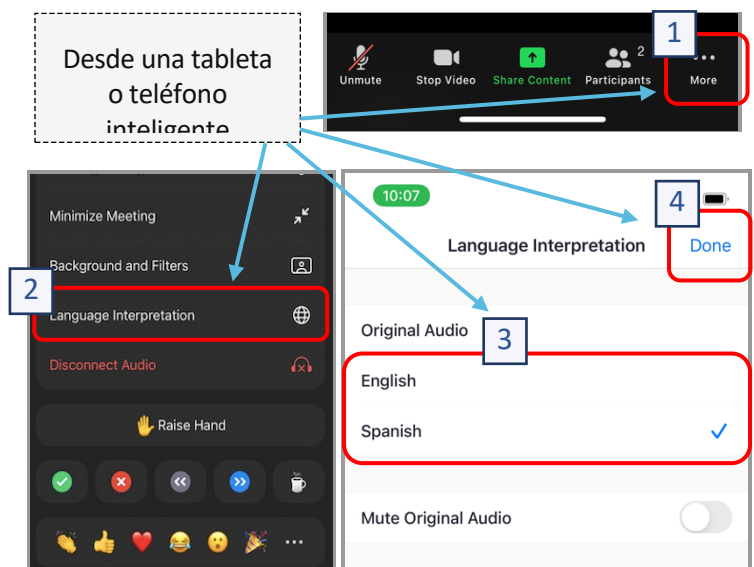 Desde una tableta
o teléfono
inteligente
1
2
Unmute
Stop Video
Share Content
Participants
More
2
Minimize Meeting
Background and Filters
Language Interpretation
Disconnect Audio
Raise Hand
10:07
4
Language Interpretation
Done
Original Audio
3
English
Spanish
Mute Original Audio